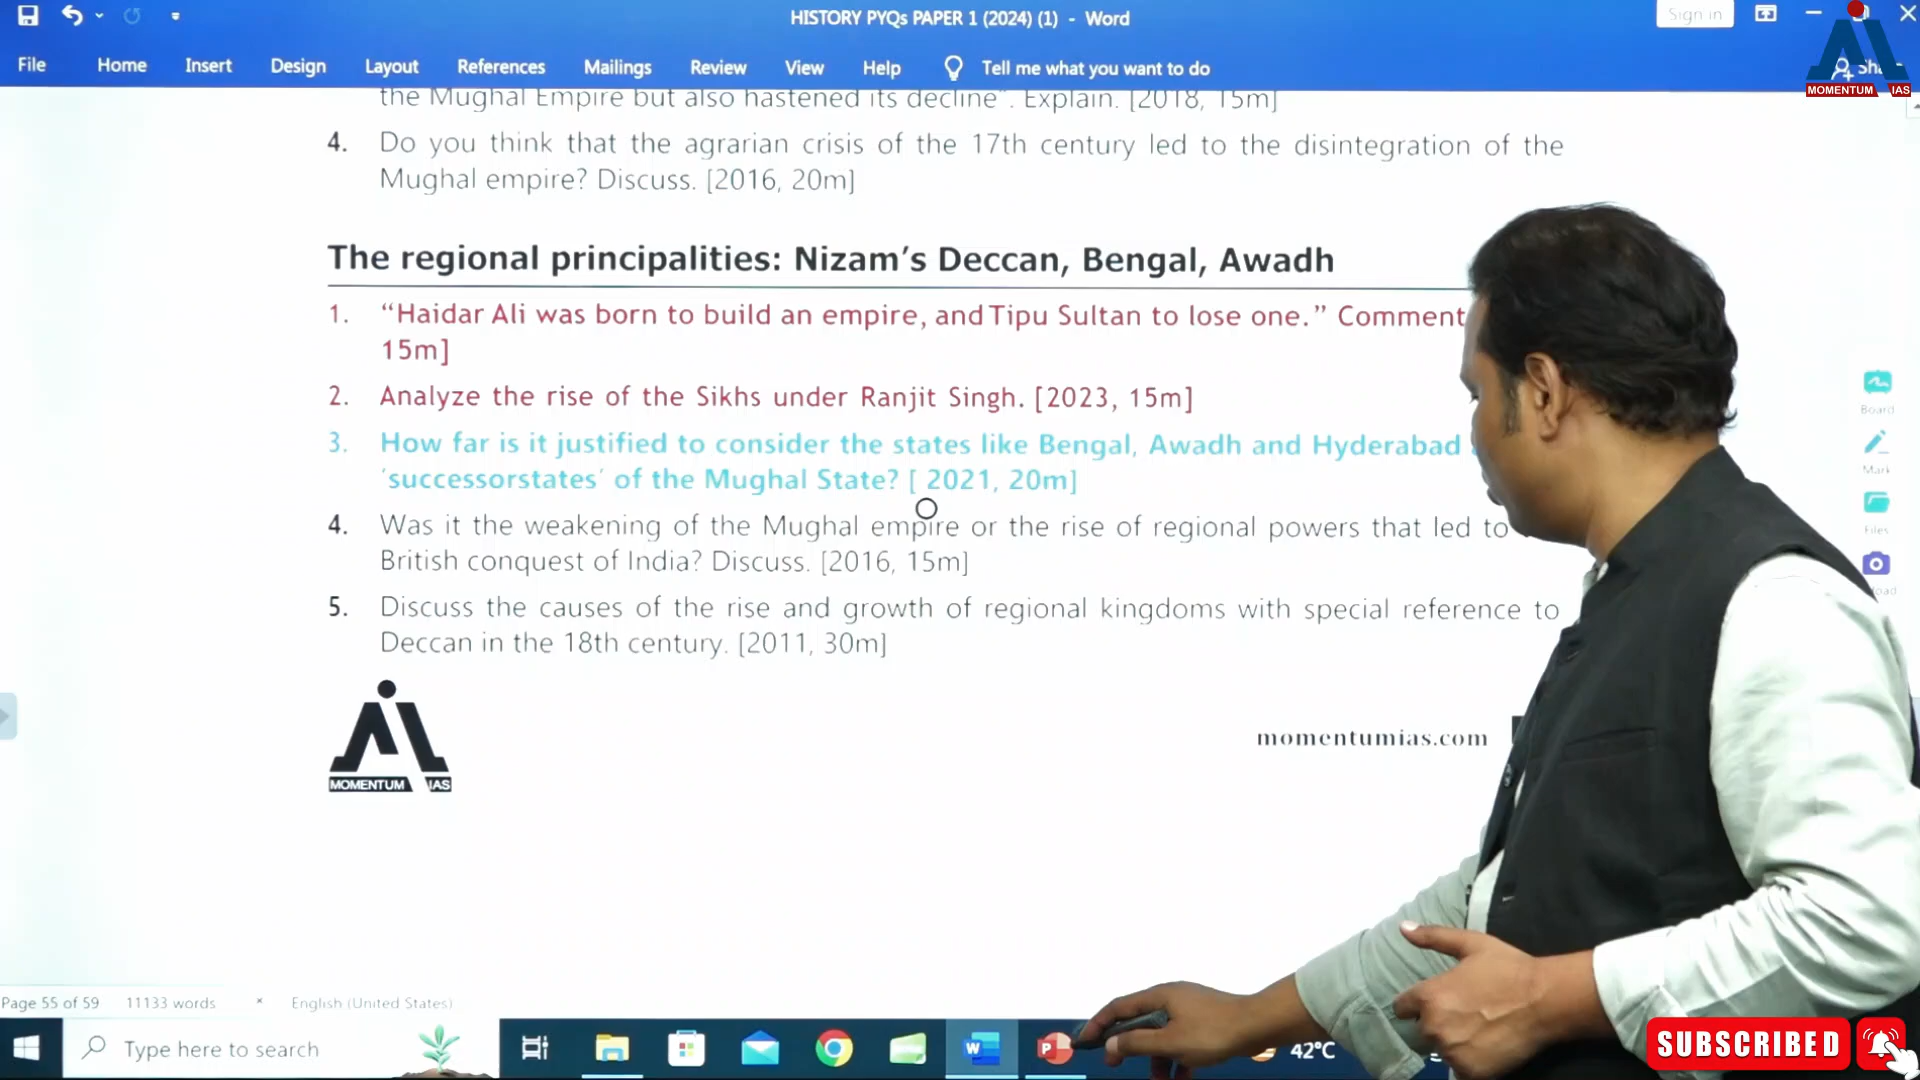 HISTORY PYQs PAPER 1 (2024) (1) - Word
Sign in
File Home Insert Design Layout References Mailings Review View Help Tell me what you want to do
MOMENTUM IAS
the Mughal Empire but also hastened its decline". Explain. [2018, 15m]
4. Do you think that the agrarian crisis of the 17th century led to the disintegration of the
Mughal empire? Discuss. [2016, 20m]
The regional principalities: Nizam's Deccan, Bengal, Awadh
1. "Haidar Ali was born to build an empire, and Tipu Sultan to lose one." Comment
15m]
2. Analyze the rise of the Sikhs under Ranjit Singh. [2023, 15m]
3. How far is it justified to consider the states like Bengal, Awadh and Hyderabad
'successorstates' of the Mughal State? [ 2021, 20m]
4. Was it the weakening of the Mughal empire or the rise of regional powers that led to
British conquest of India? Discuss. [2016, 15m]
5. Discuss the causes of the rise and growth of regional kingdoms with special reference to
Deccan in the 18th century. [2011, 30m]
Board
Mark
Files
MOMENTUM IAS
momentumias.com
Page 55 of 59 11133 words English (United States)
Type here to search
42°C
SUBSCRIBED